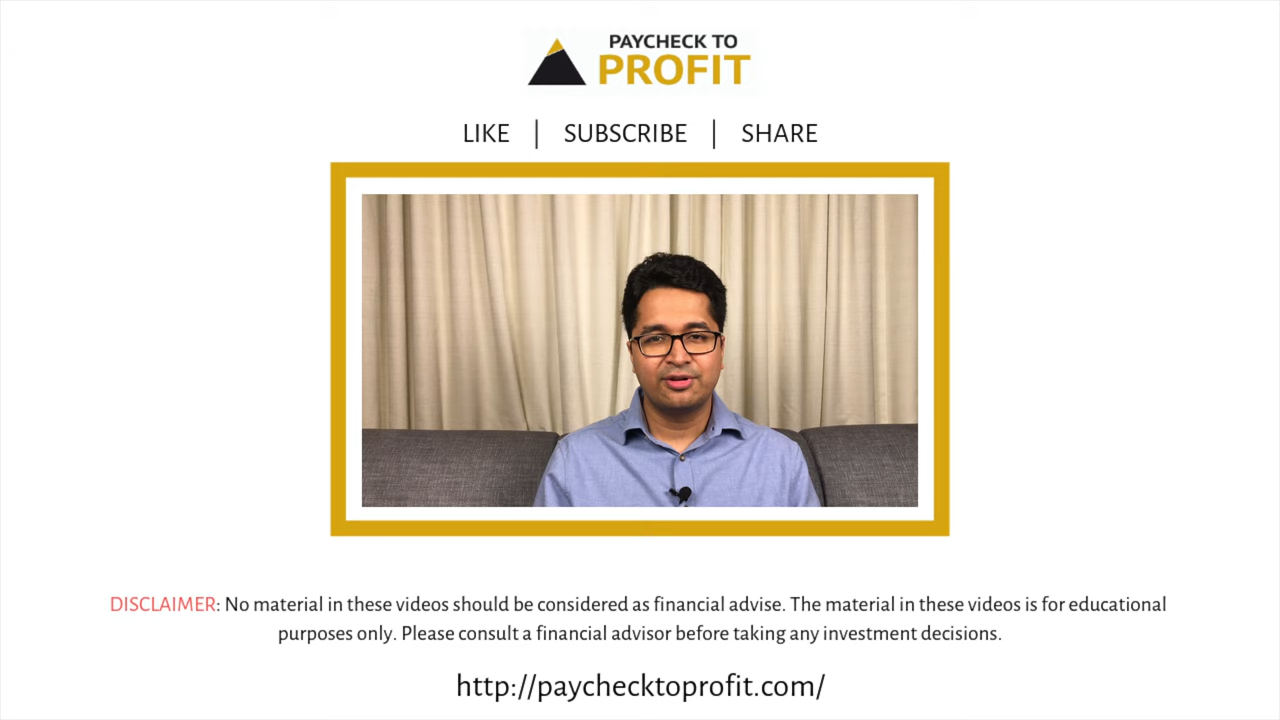 PAYCHECK TO
PROFIT
LIKE | SUBSCRIBE | SHARE
DISCLAIMER: No material in these videos should be considered as financial advise. The material in these videos is for educational
purposes only. Please consult a financial advisor before taking any investment decisions.
http://paychecktoprofit.com/